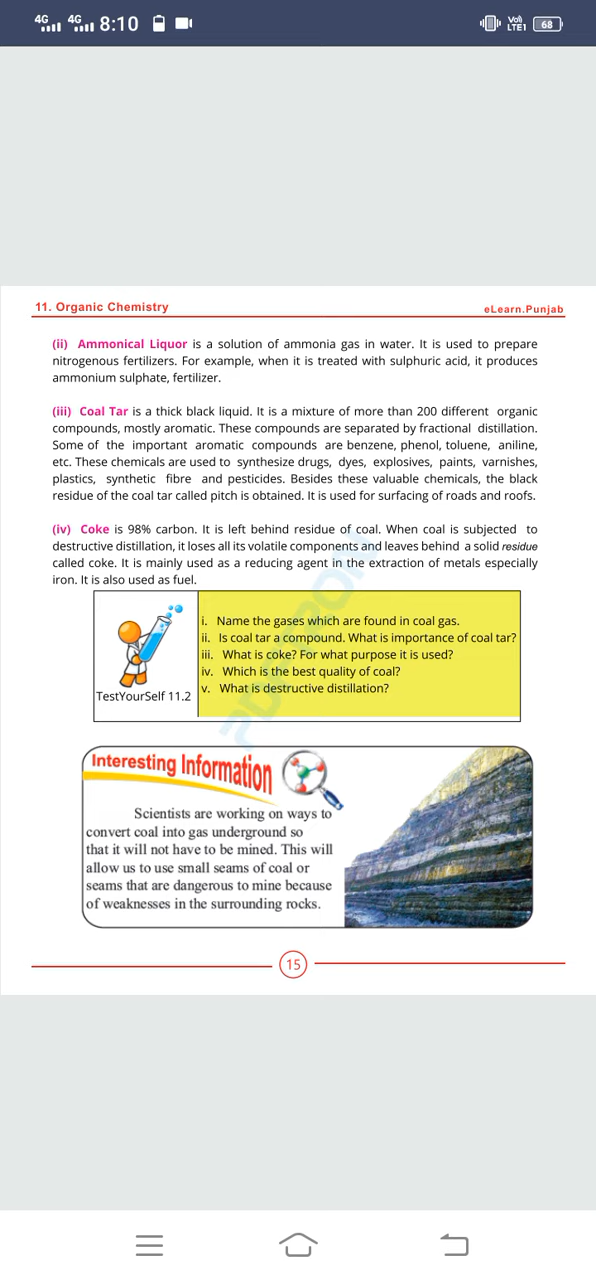 4G 4G 8:10 Vo) LTE1 68
11. Organic Chemistry eLearn.Punjab
(ii) Ammonical Liquor is a solution of ammonia gas in water. It is used to prepare
nitrogenous fertilizers. For example, when it is treated with sulphuric acid, it produces
ammonium sulphate, fertilizer.
(iii) Coal Tar is a thick black liquid. It is a mixture of more than 200 different organic
compounds, mostly aromatic. These compounds are separated by fractional distillation.
Some of the important aromatic compounds are benzene, phenol, toluene, aniline,
etc. These chemicals are used to synthesize drugs, dyes, explosives, paints, varnishes,
plastics, synthetic fibre and pesticides. Besides these valuable chemicals, the black
residue of the coal tar called pitch is obtained. It is used for surfacing of roads and roofs.
(iv) Coke is 98% carbon. It is left behind residue of coal. When coal is subjected to
destructive distillation, it loses all its volatile components and leaves behind a solid residue
called coke. It is mainly used as a reducing agent in the extraction of metals especially
iron. It is also used as fuel.
i. Name the gases which are found in coal gas.
ii. Is coal tar a compound. What is importance of coal tar?
iii. What is coke? For what purpose it is used?
iv. Which is the best quality of coal?
v. What is destructive distillation?
TestYourSelf 11.2
Interesting Information
Scientists are working on ways to
convert coal into gas underground so
that it will not have to be mined. This will
allow us to use small seams of coal or
seams that are dangerous to mine because
of weaknesses in the surrounding rocks.
15